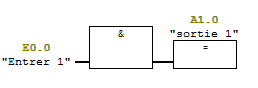 A1.0
& "sortie 1"
E0.0
"Entrer 1" =